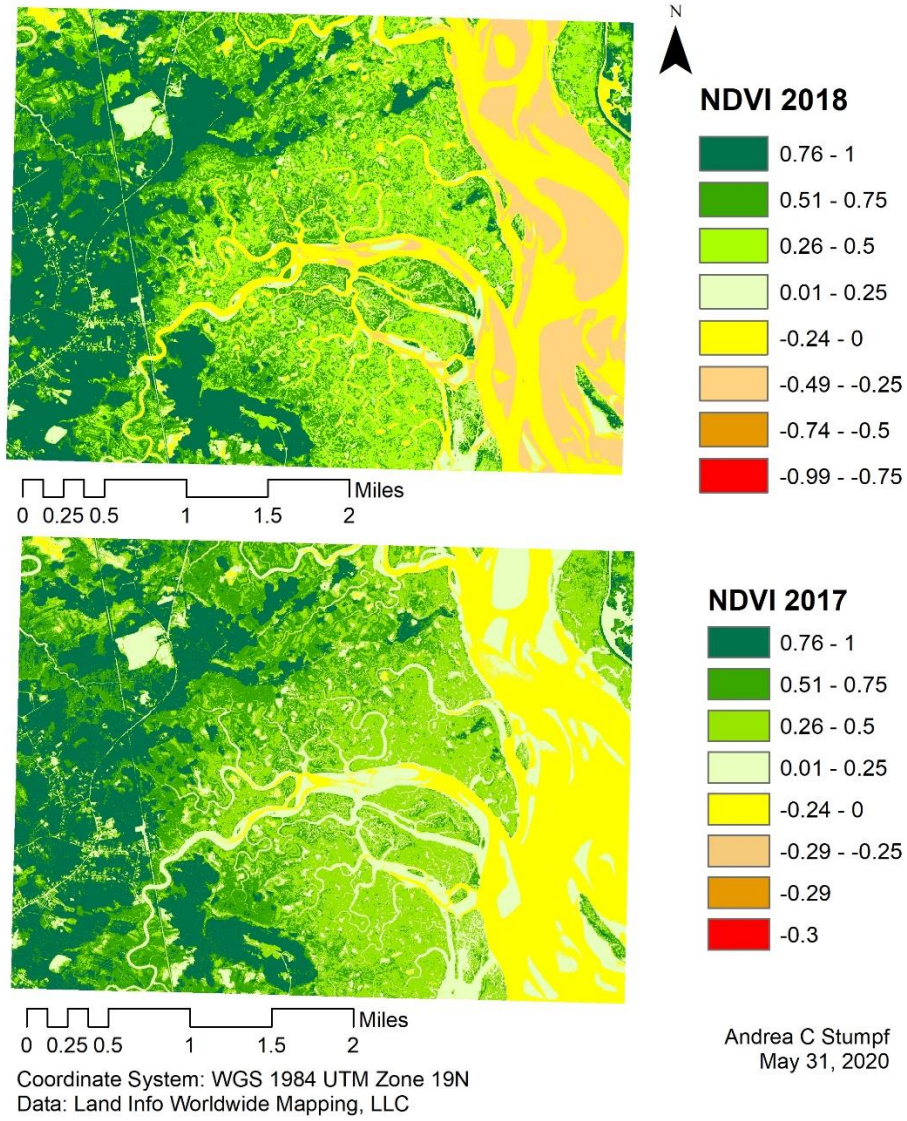 N
NDVI 2018
0.76 - 1
0.51 - 0.75
0.26 - 0.5
0.01 - 0.25
-0.24 - 0
-0.49 - -0.25
-0.74 - -0.5
-0.99 - -0.75
Miles
0 0.25 0.5 1 1.5 2
NDVI 2017
0.76 - 1
0.51 - 0.75
0.26 - 0.5
0.01 - 0.25
-0.24 - 0
-0.29 - -0.25
-0.29
-0.3
Miles
0 0.25 0.5 1 1.5 2
Coordinate System: WGS 1984 UTM Zone 19N
Data: Land Info Worldwide Mapping, LLC
Andrea C Stumpf
May 31, 2020